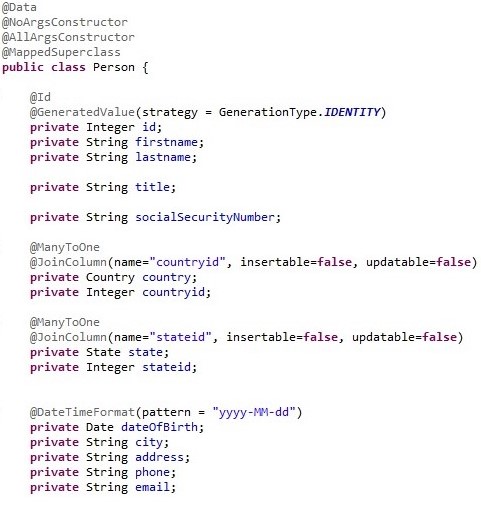 @Data
@NoArgsConstructor
@AllArgsConstructor
@MappedSuperclass
public class Person {
@Id
@GeneratedValue(strategy = GenerationType.IDENTITY)
private Integer id;
private String firstname;
private String lastname;
private String title;
private String socialSecurityNumber;
@ManyToOne
@JoinColumn(name="countryid", insertable=false, updatable=false)
private Country country;
private Integer countryid;
@ManyToOne
@JoinColumn(name="stateid", insertable=false, updatable=false)
private State state;
private Integer stateid;
@DateTimeFormat(pattern = "yyyy-MM-dd")
private Date dateOfBirth;
private String city;
private String address;
private String phone;
private String email;